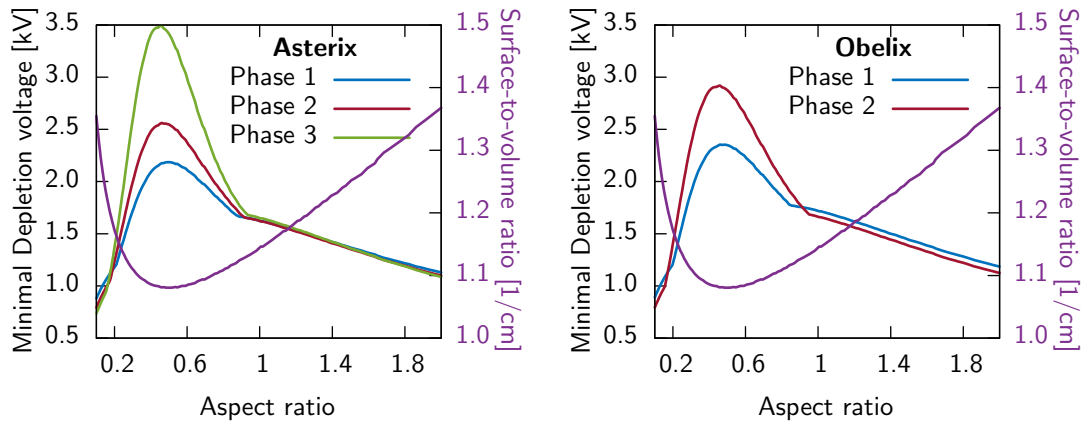 Asterix
Phase 1
Phase 2
Phase 3
Minimal Depletion voltage [kV]
3.5
3.0
2.5
2.0
1.5
1.0
0.5
0.2
0.6
1
1.4
1.8
Aspect ratio
1.5
1.4
1.3
1.2
1.1
1.0
Surface-to-volume ratio [1/cm]
Obelix
Phase 1
Phase 2
Minimal Depletion voltage [kV]
3.5
3.0
2.5
2.0
1.5
1.0
0.5
0.2
0.6
1
1.4
1.8
Aspect ratio
1.5
1.4
1.3
1.2
1.1
1.0
Surface-to-volume ratio [1/cm]